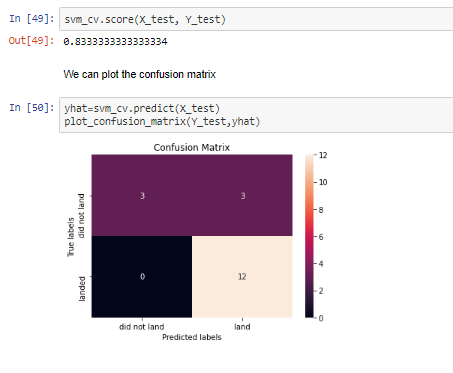 In [49]: svm_cv.score(X_test, Y_test)
Out[49]: 0.8333333333333334
We can plot the confusion matrix
In [50]: yhat=svm_cv.predict(X_test)
plot_confusion_matrix(Y_test,yhat)
Confusion Matrix
12
10
8
6
4
2
0
True labels
did not land
landed
3 3
0 12
did not land land
Predicted labels